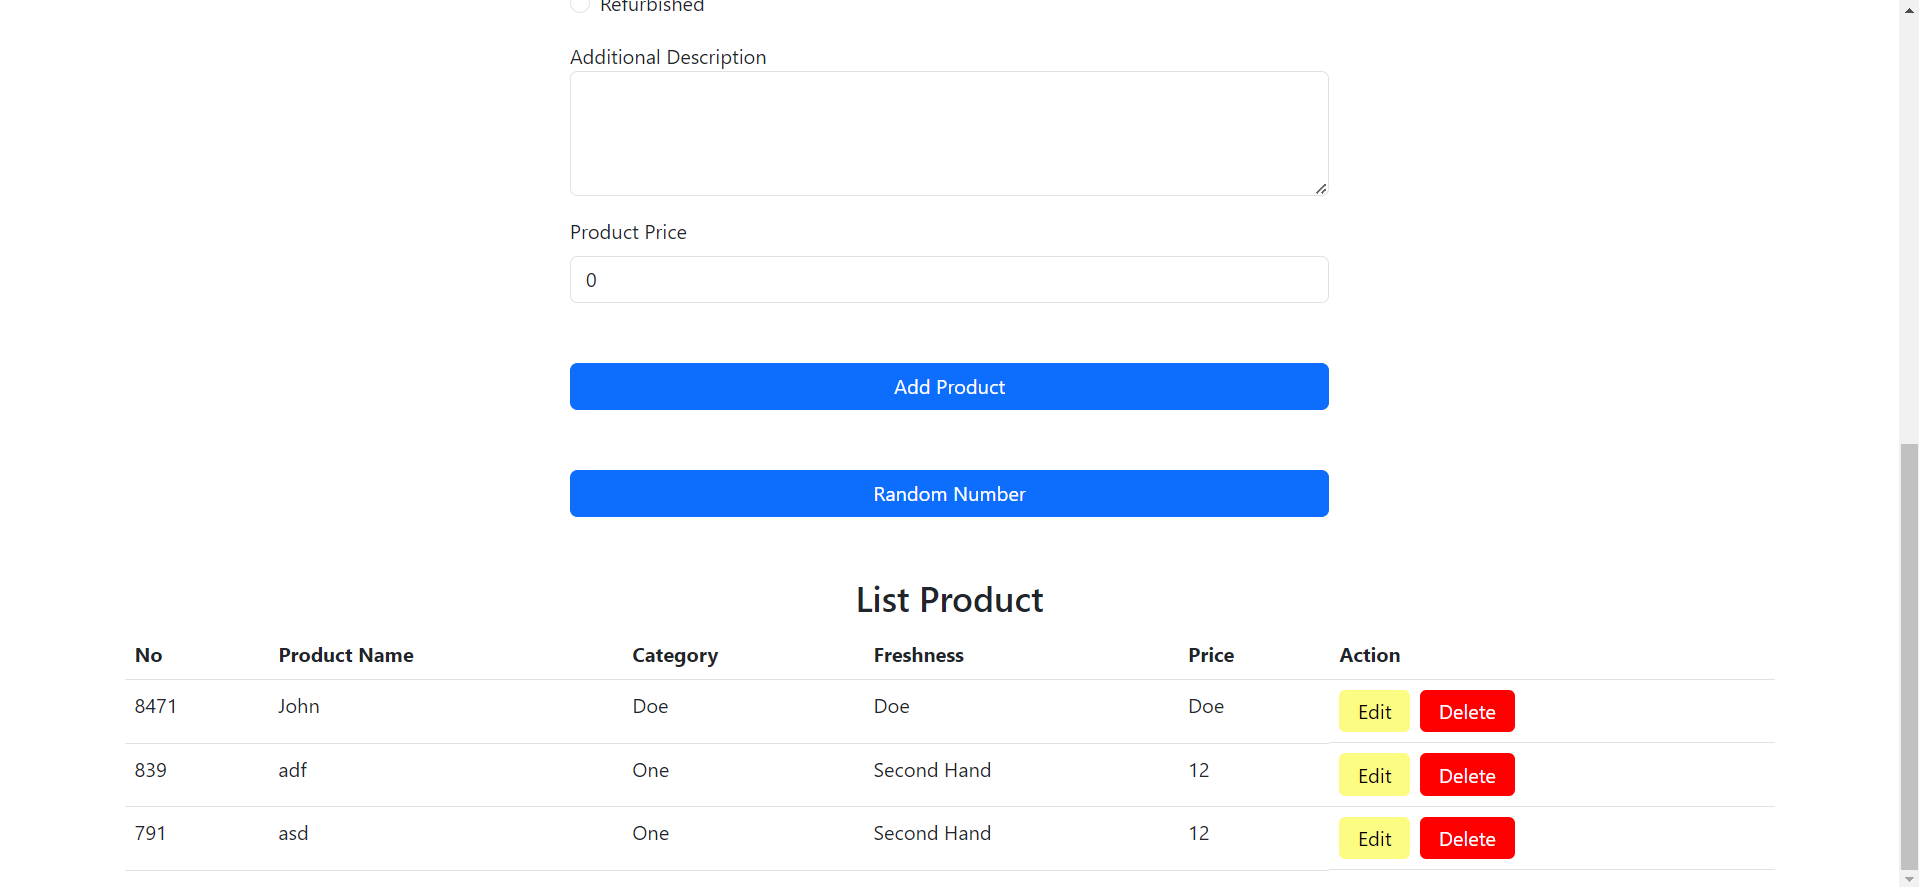 Refurbished
Additional Description
Product Price
0
Add Product
Random Number
List Product
No Product Name Category Freshness Price Action
8471 John Doe Doe Doe Edit Delete
839 adf One Second Hand 12 Edit Delete
791 asd One Second Hand 12 Edit Delete